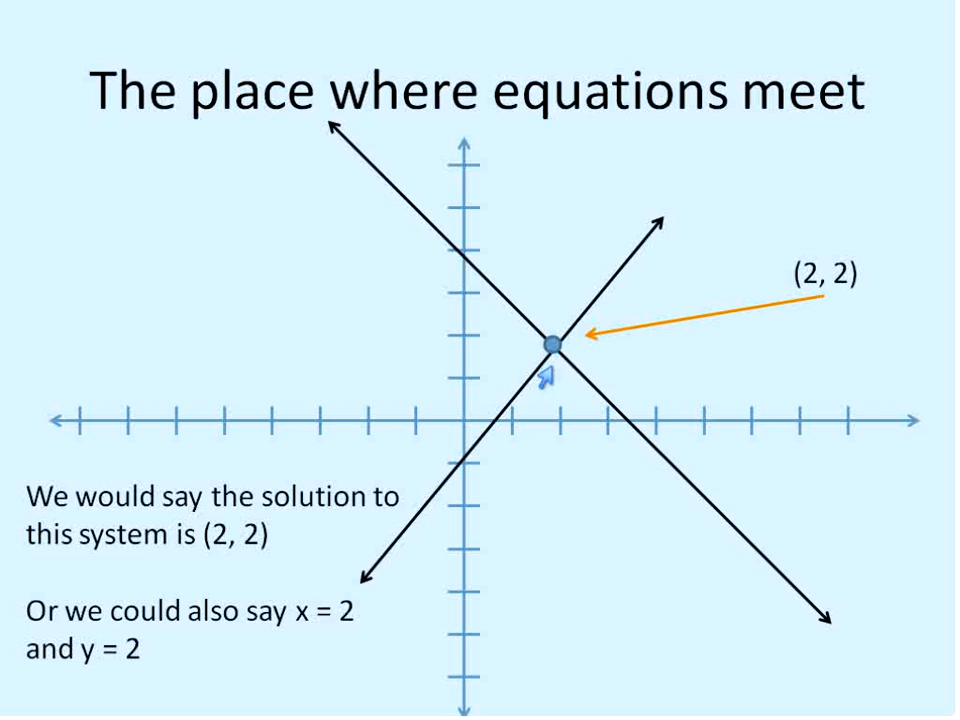 The place where equations meet
(2, 2)
We would say the solution to
this system is (2, 2)
Or we could also say x = 2
and y = 2